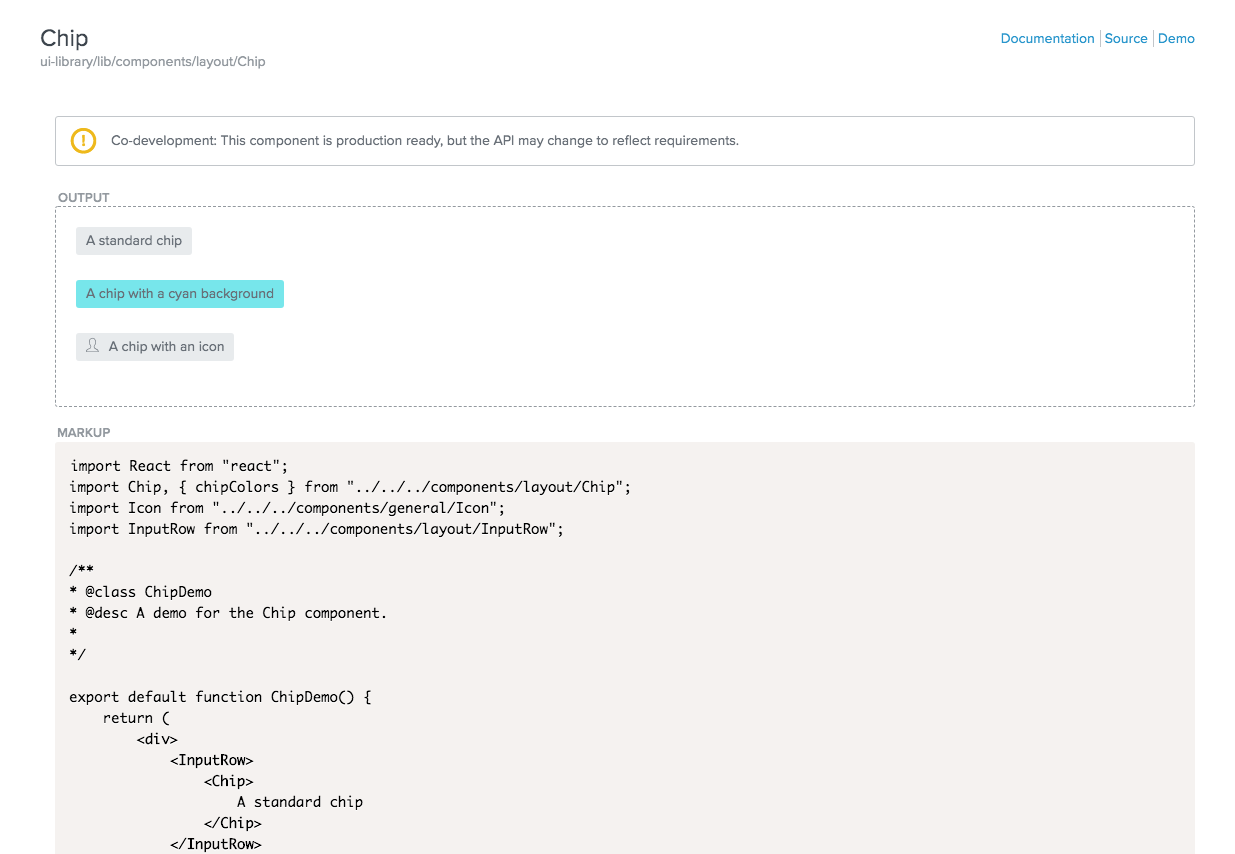 Chip
Documentation Source Demo
ui-library/lib/components/layout/Chip
Co-development: This component is production ready, but the API may change to reflect requirements.
OUTPUT
A standard chip
A chip with a cyan background
A chip with an icon
MARKUP
import React from "react";
import Chip, { chipColors } from "../../../components/layout/Chip";
import Icon from "../../../components/general/Icon";
import InputRow from "../../../components/layout/InputRow";
/**
* @class ChipDemo
* @desc A demo for the Chip component.
*
*/
export default function ChipDemo() {
return (
<div>
<InputRow>
<Chip>
A standard chip
</Chip>
</InputRow>